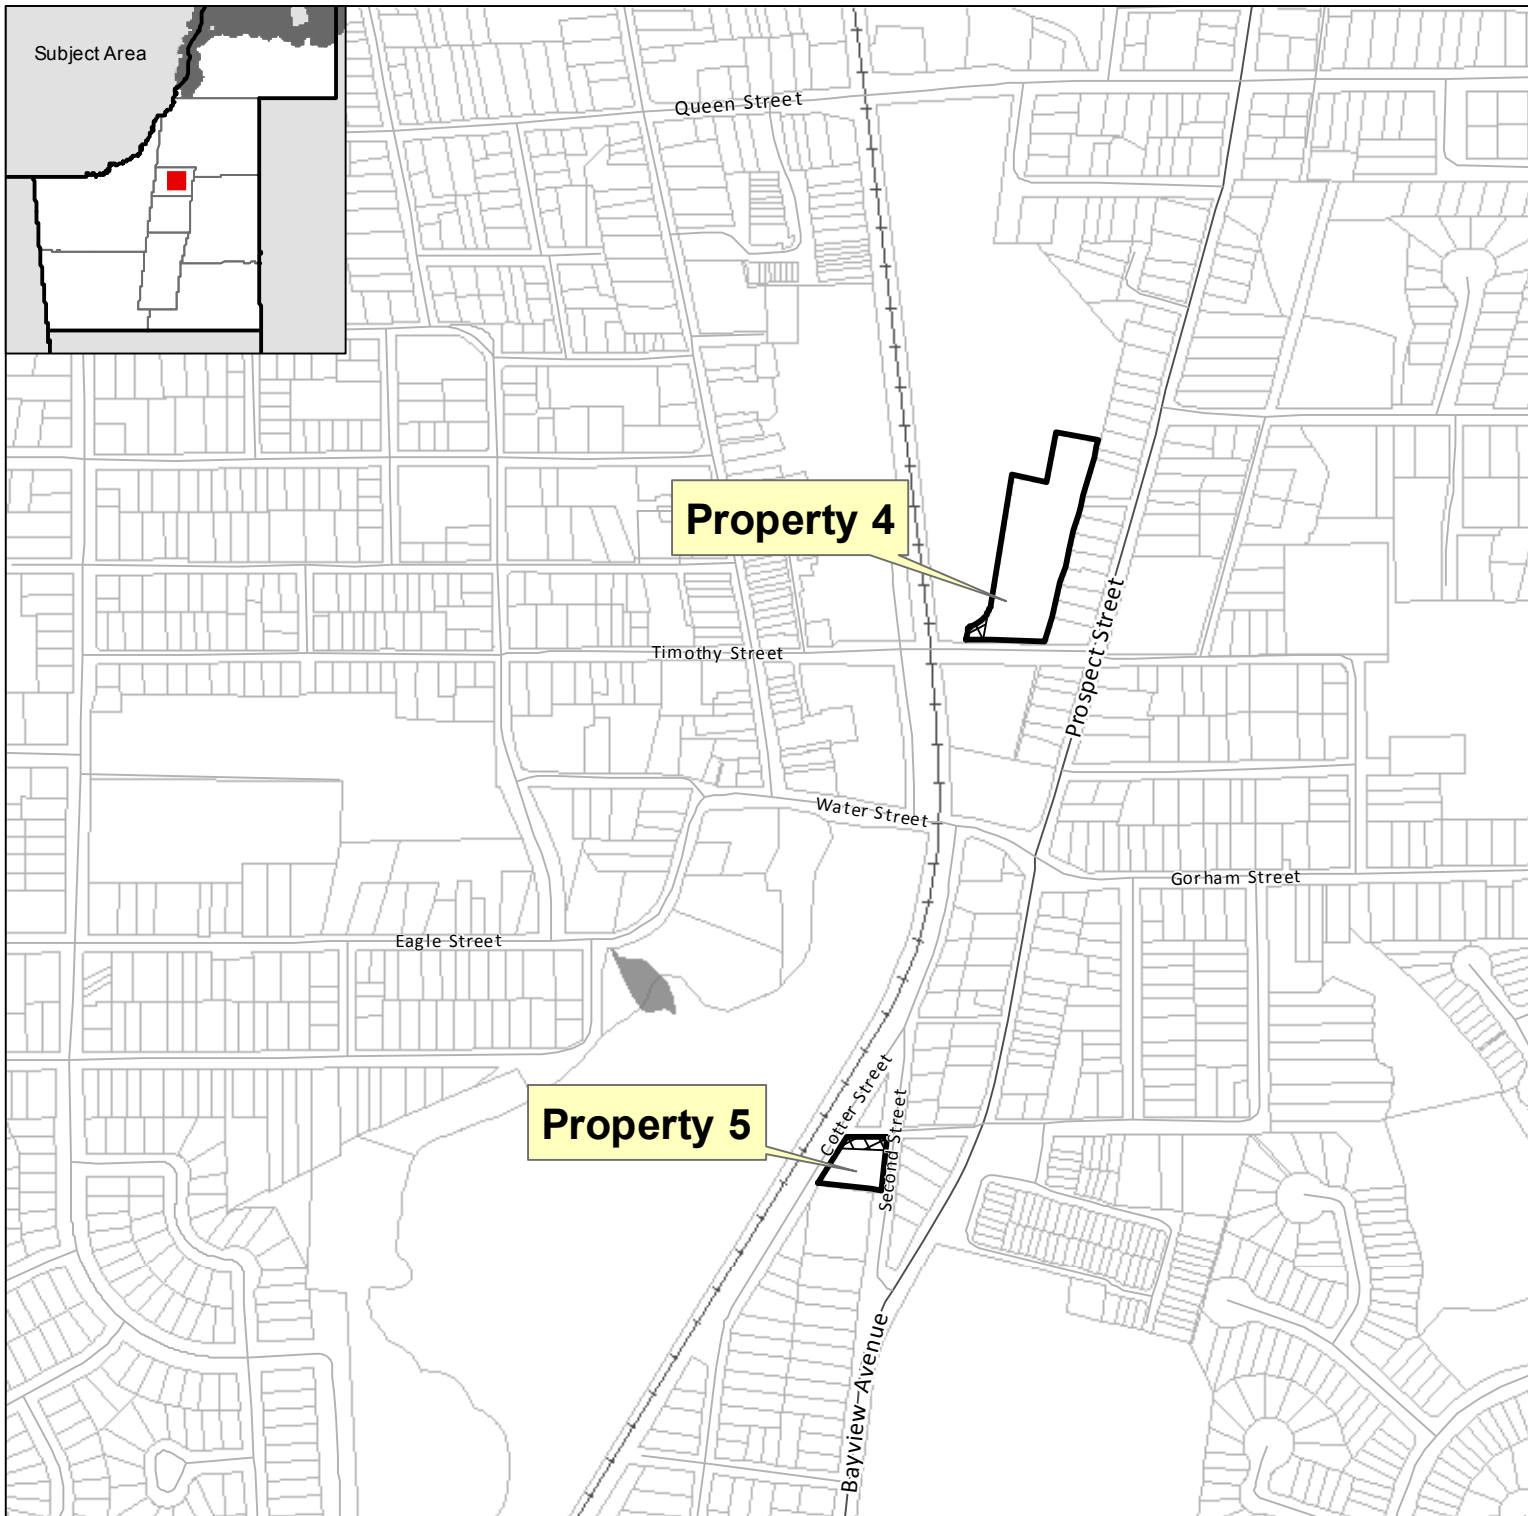 Subject Area
Queen Street
Property 4
Prospect Street
Timothy Street
Water Street
Gorham Street
Eagle Street
Cotter Street
Second Street
Property 5
Bayview Avenue